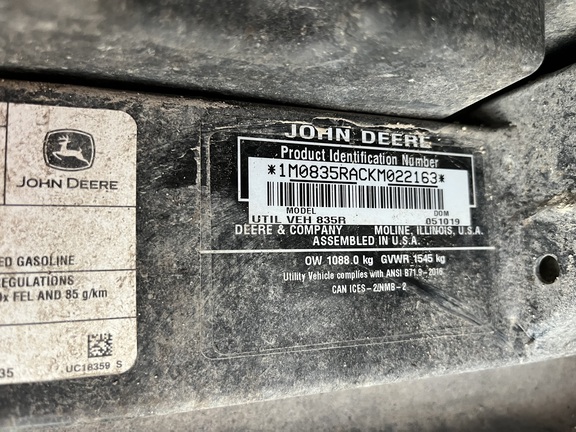 JOHN DEERE
ED GASOLINE
REGULATIONS
FEL AND 85 g/km
35
UC18359 S
JOHN DEERE
Product Identification Number
*1M0835RACKM022163*
MODEL DOM
UTIL VEH 835R 051019
DEERE & COMPANY MOLINE, ILLINOIS, U.S.A.
ASSEMBLED IN U.S.A.
OW 1088.0 kg GVWR 1545 kg
Utility Vehicle complies with ANSI B71.9-2016
CAN ICES-2/NMB-2